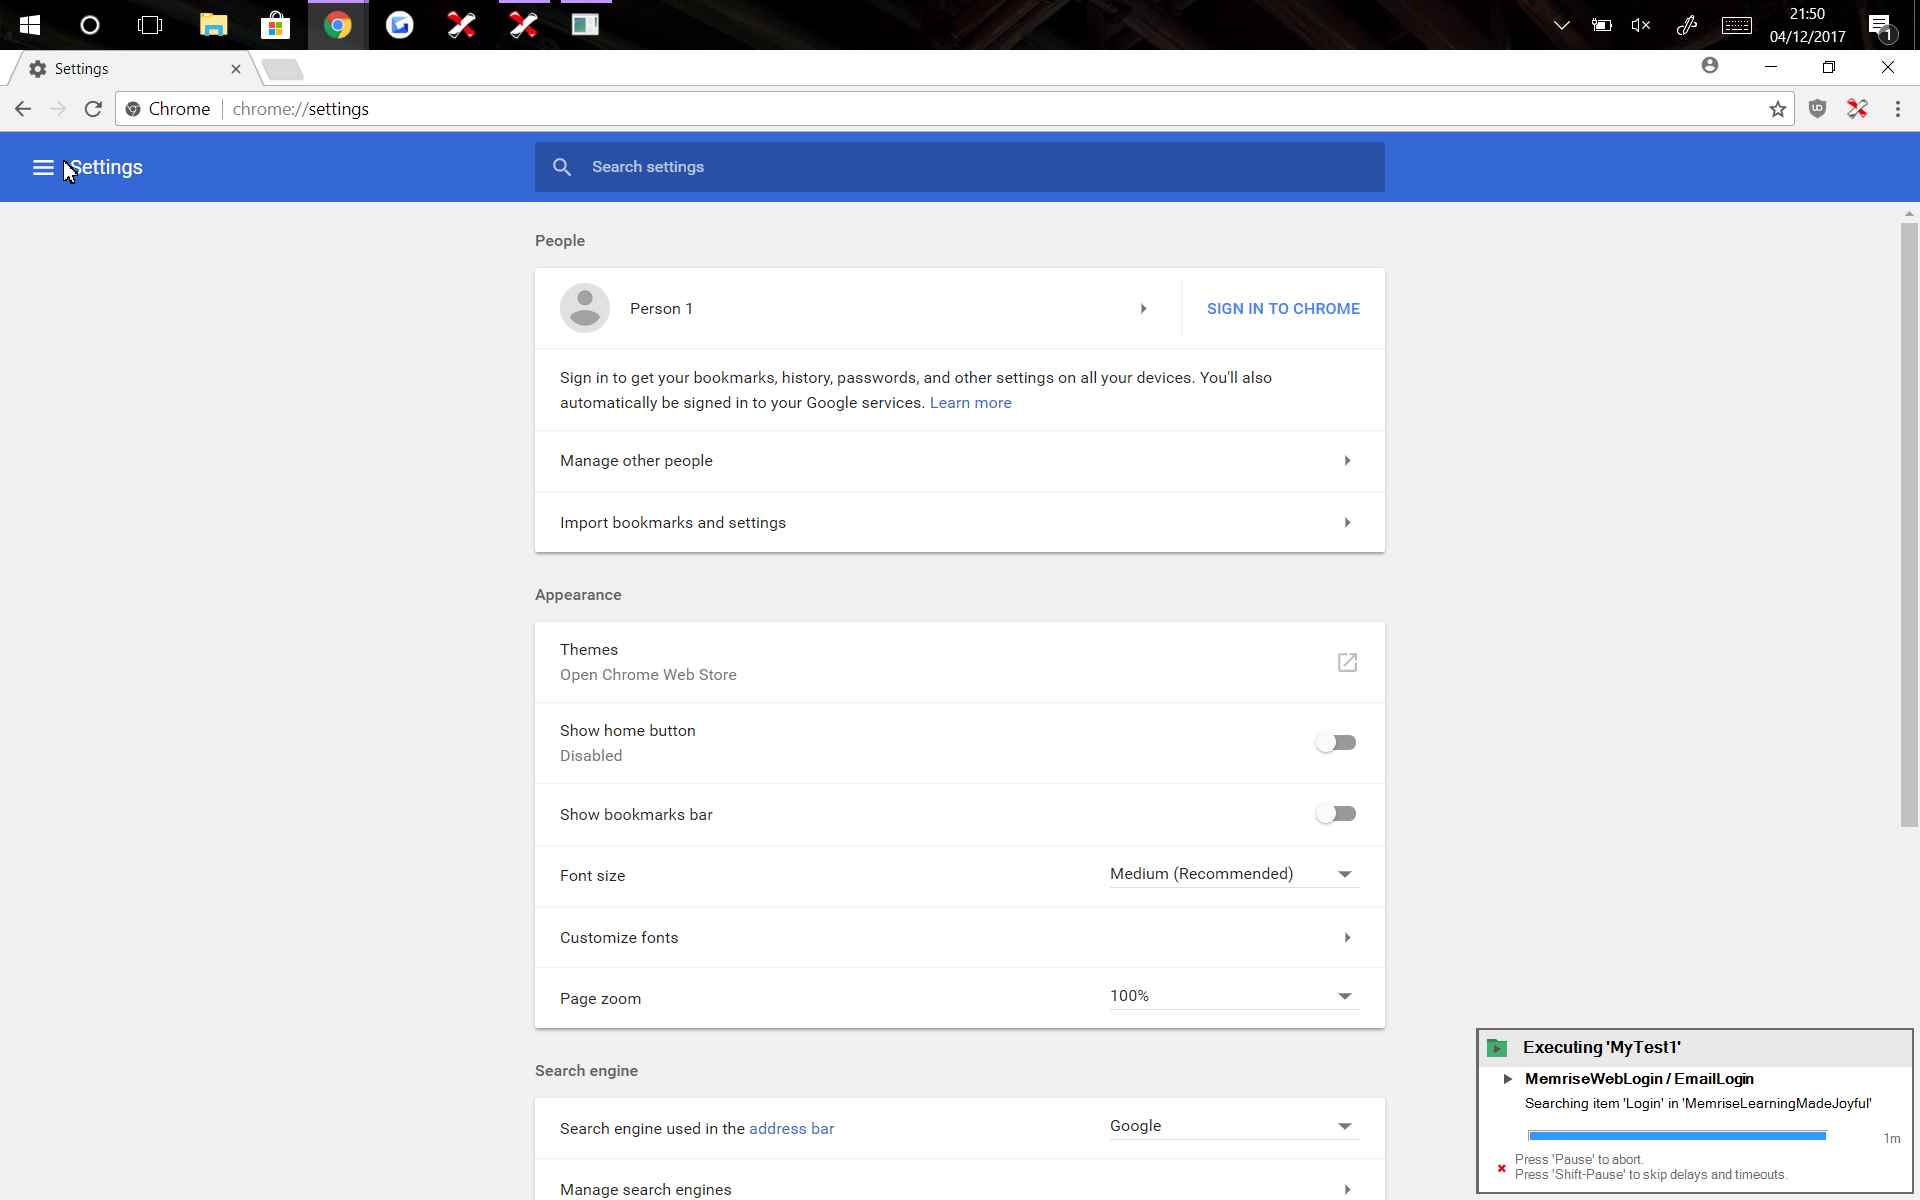 21:50
04/12/2017
1
Settings
Chrome
chrome://settings
Settings
Search settings
People
Person 1
SIGN IN TO CHROME
Sign in to get your bookmarks, history, passwords, and other settings on all your devices. You'll also
automatically be signed in to your Google services. Learn more
Manage other people
Import bookmarks and settings
Appearance
Themes
Open Chrome Web Store
Show home button
Disabled
Show bookmarks bar
Font size
Medium (Recommended)
Customize fonts
Page zoom
100%
Search engine
Search engine used in the address bar
Google
Manage search engines
Executing 'MyTest1'
MemriseWebLogin / EmailLogin
Searching item 'Login' in 'MemriseLearningMadeJoyful'
1m
Press 'Pause' to abort.
Press 'Shift-Pause' to skip delays and timeouts.